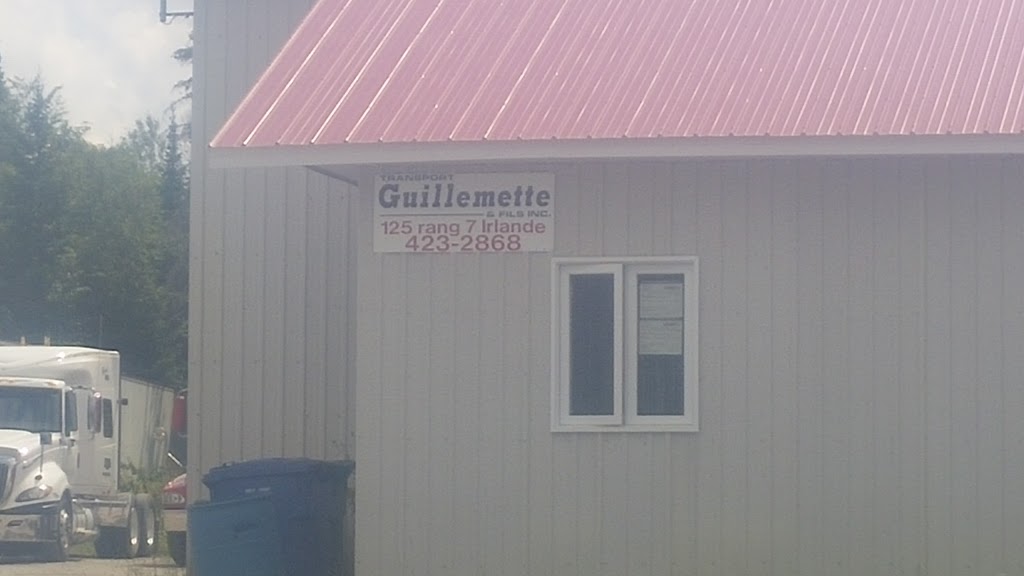 TRANSPORT
Guillemette
& FILS INC.
125 rang 7 Irlande
423-2868